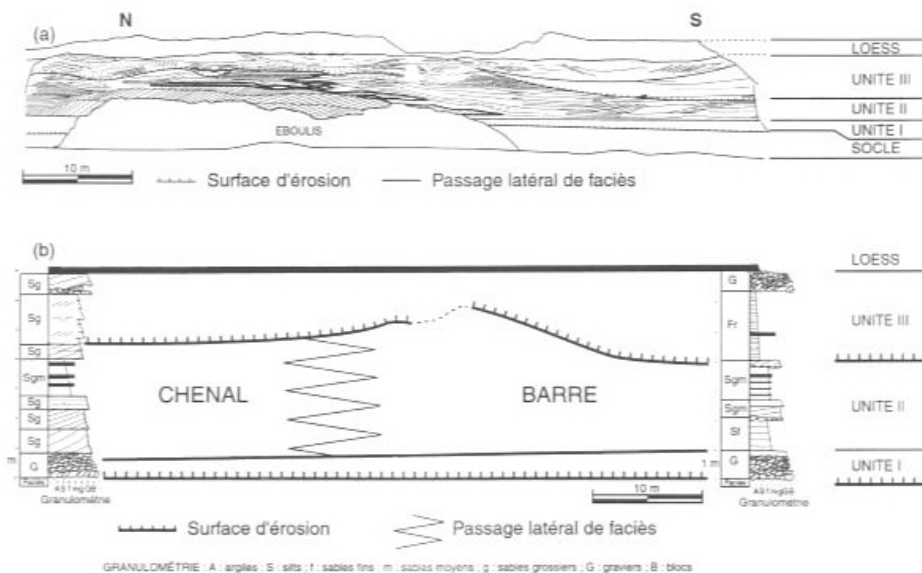 N S
(a)
LOESS
UNITE III
UNITE II
UNITE I
SOCLE
EBOULIS
10 m
Surface d'érosion Passage latéral de faciès
(b)
LOESS
Sg G
Sg Fr UNITE III
Sg
Sgm CHENAL BARRE Sgm UNITE II
Sg Sgm
Sg Sf
Sg
G G UNITE I
m 1 m
Faciès Faciès
Granulométrie Granulométrie
10 m
Surface d'érosion Passage latéral de faciès
GRANULOMÉTRIE : A : argiles ; S : silts ; f : sables fins ; m : sables moyens ; g : sables grossiers ; G : graviers ; B : blocs